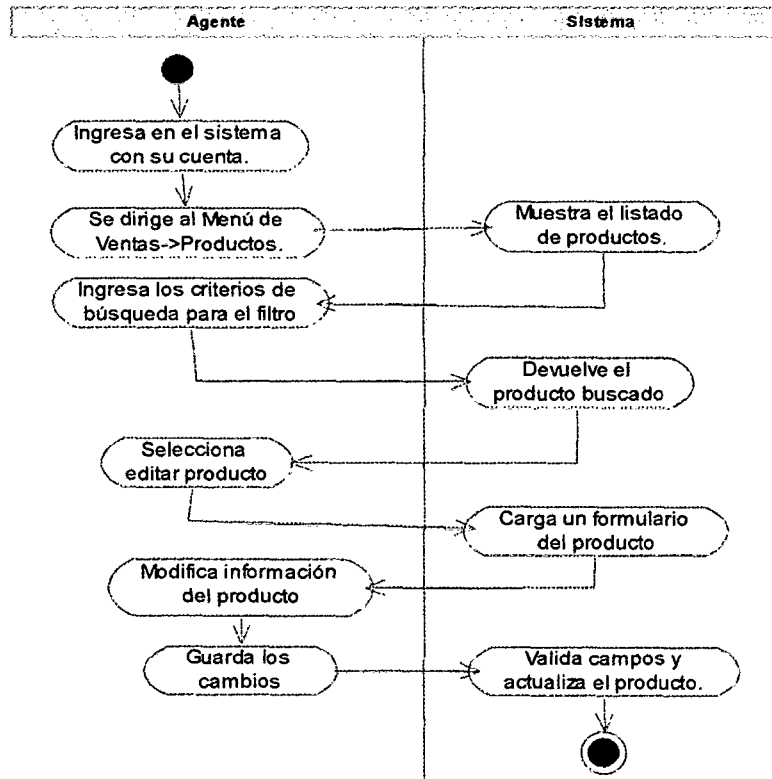 Agente
Sistema
Ingresa en el sistema
con su cuenta.
Se dirige al Menú de
Ventas->Productos.
Muestra el listado
de productos.
Ingresa los criterios de
búsqueda para el filtro
Devuelve el
producto buscado
Selecciona
editar producto
Carga un formulario
del producto
Modifica información
del producto
Guarda los
cambios
Valida campos y
actualiza el producto.